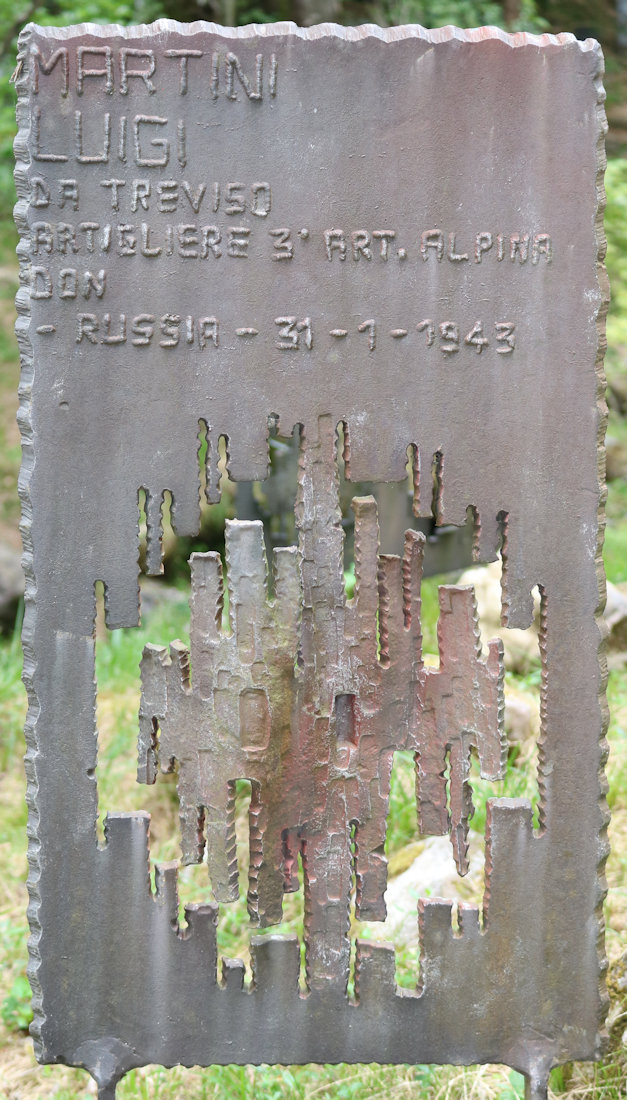 MARTINI
LUIGI
DA TREVISO
ARTIGLIERE 3° ART. ALPINA
DON
- RUSSIA - 31 - 1 - 1943